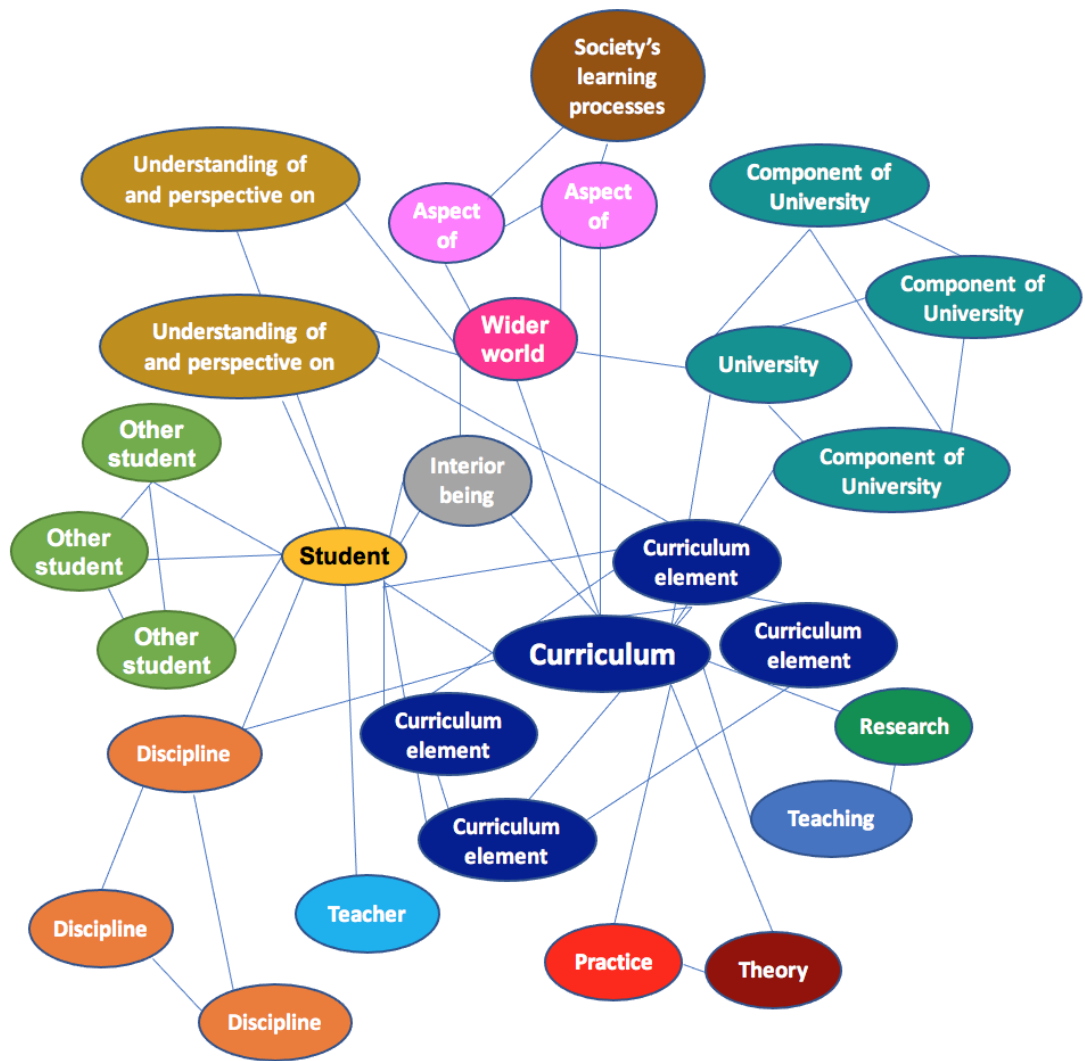 Society's
learning
processes
Understanding of
and perspective on
Aspect
of
Aspect
of
Component of
University
Component of
University
Understanding of
and perspective on
Wider
world
University
Other
student
Interior
being
Component of
University
Other
student
Student
Curriculum
element
Other
student
Curriculum
Curriculum
element
Curriculum
element
Research
Discipline
Curriculum
element
Teaching
Discipline
Teacher
Practice
Theory
Discipline